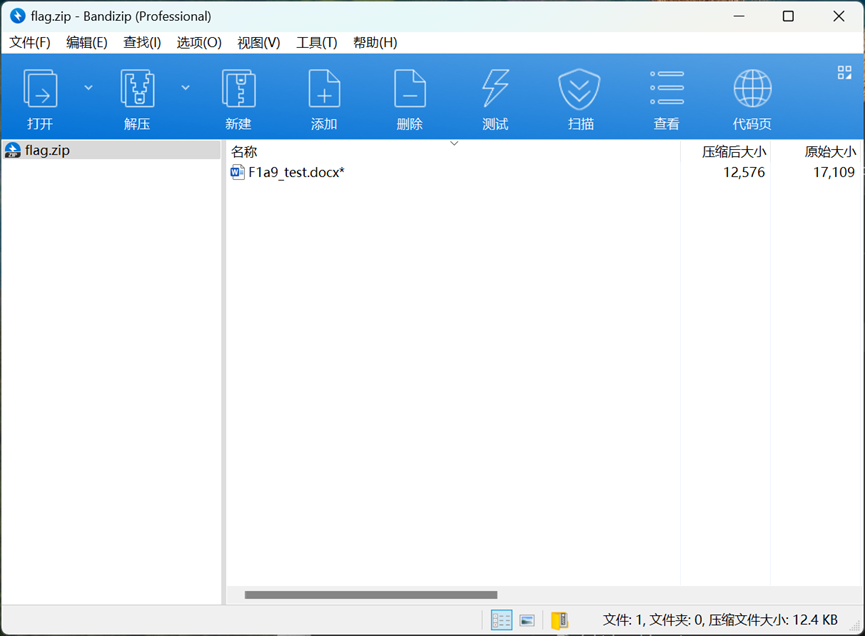 flag.zip - Bandizip (Professional)
文件(F) 编辑(E) 查找(I) 选项(O) 视图(V) 工具(T) 帮助(H)
打开 解压 新建 添加 删除 测试 扫描 查看 代码页
flag.zip
名称 压缩后大小 原始大小
F1a9_test.docx* 12,576 17,109
文件: 1, 文件夹: 0, 压缩文件大小: 12.4 KB